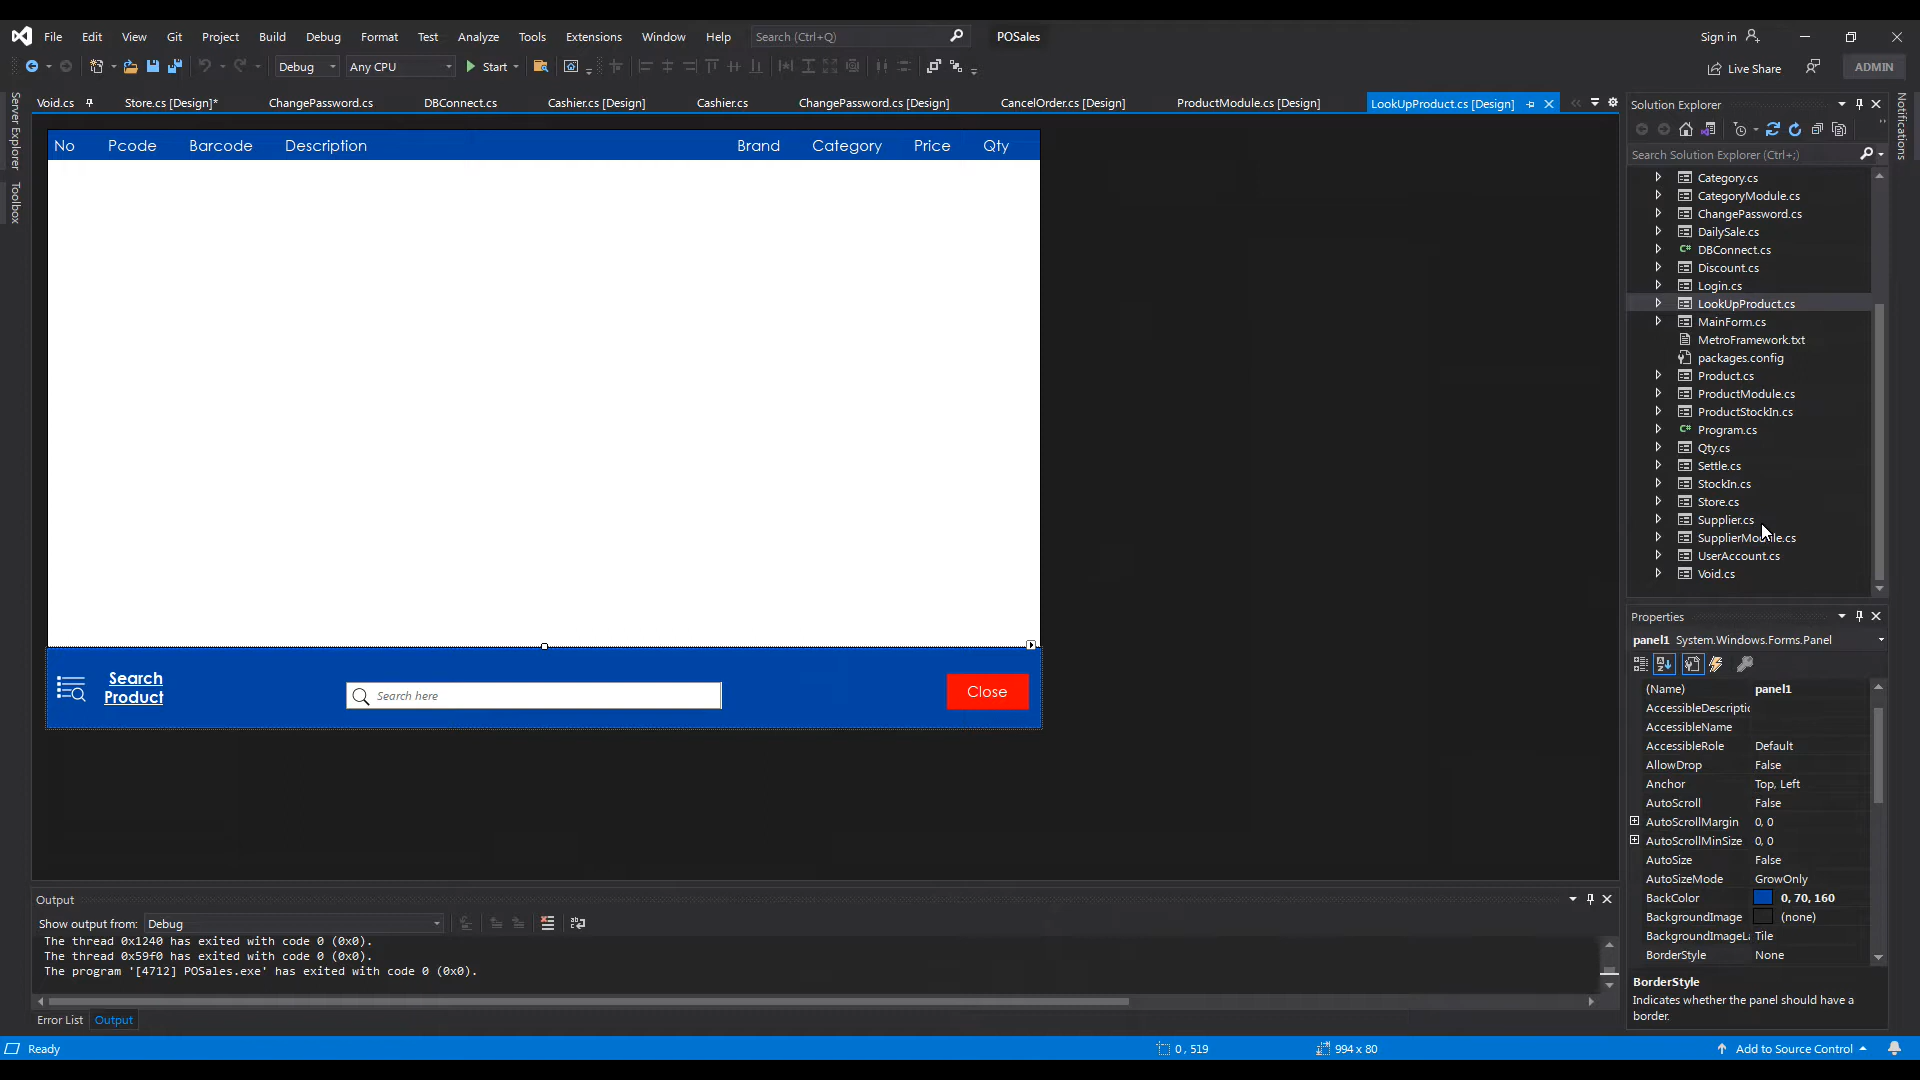 File Edit View Git Project Build Debug Format Test Analyze Tools Extensions Window Help Search (Ctrl+Q) POSales Sign in
Debug Any CPU Start Live Share ADMIN
Void.cs Store.cs [Design]* ChangePassword.cs DBConnect.cs Cashier.cs [Design] Cashier.cs ChangePassword.cs [Design] CancelOrder.cs [Design] ProductModule.cs [Design] LookUpProduct.cs [Design]
Server Explorer
Toolbox
No Pcode Barcode Description Brand Category Price Qty
Search
Product
Search here
Close
Solution Explorer
Search Solution Explorer (Ctrl+;)
Category.cs
CategoryModule.cs
ChangePassword.cs
DailySale.cs
DBConnect.cs
Discount.cs
Login.cs
LookUpProduct.cs
MainForm.cs
MetroFramework.txt
packages.config
Product.cs
ProductModule.cs
ProductStockIn.cs
Program.cs
Qty.cs
Settle.cs
StockIn.cs
Store.cs
Supplier.cs
SupplierModule.cs
UserAccount.cs
Void.cs
Notifications
Properties
panel1 System.Windows.Forms.Panel
(Name) panel1
AccessibleDescriptic
AccessibleName
AccessibleRole Default
AllowDrop False
Anchor Top, Left
AutoScroll False
AutoScrollMargin 0, 0
AutoScrollMinSize 0, 0
AutoSize False
AutoSizeMode GrowOnly
BackColor 0, 70, 160
BackgroundImage (none)
BackgroundImageLa Tile
BorderStyle None
BorderStyle
Indicates whether the panel should have a
border.
Output
Show output from: Debug
The thread 0x1240 has exited with code 0 (0x0).
The thread 0x59f0 has exited with code 0 (0x0).
The program '[4712] POSales.exe' has exited with code 0 (0x0).
Error List Output
Ready 0 , 519 994 x 80 Add to Source Control